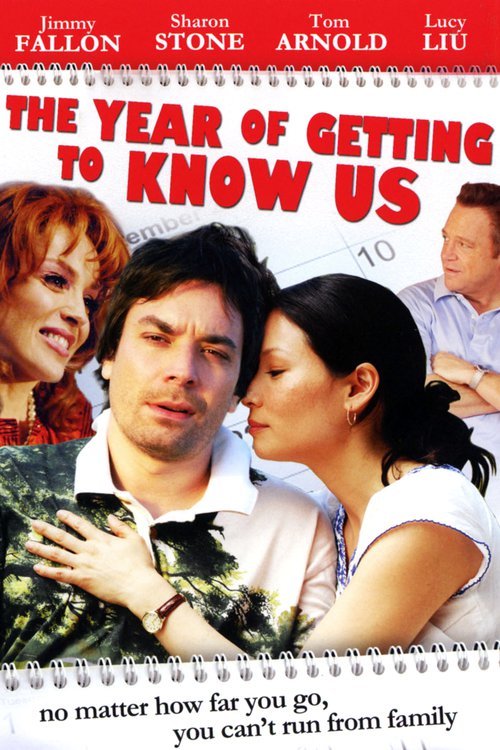 Jimmy Sharon Tom Lucy
FALLON STONE ARNOLD LIU
THE YEAR OF GETTING
TO KNOW US
10
no matter how far you go,
you can't run from family